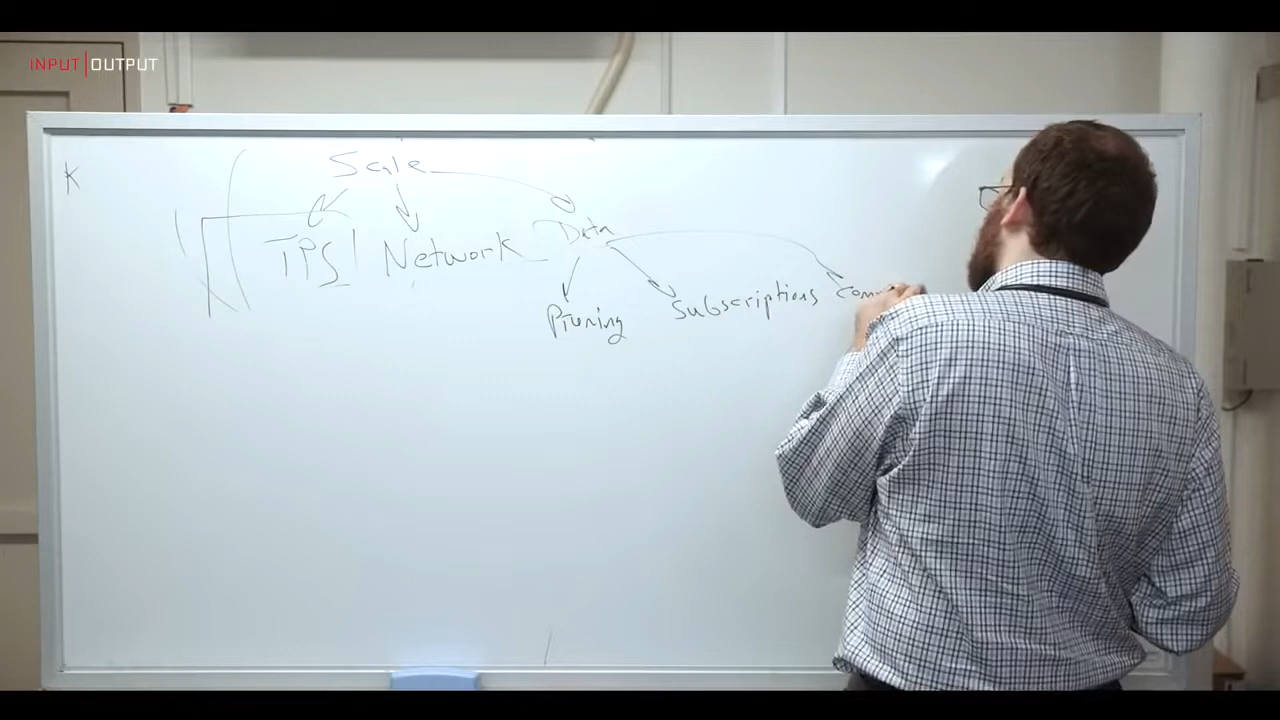 INPUT|OUTPUT
K
Scale
TPS Network Data
Pruning Subscriptions